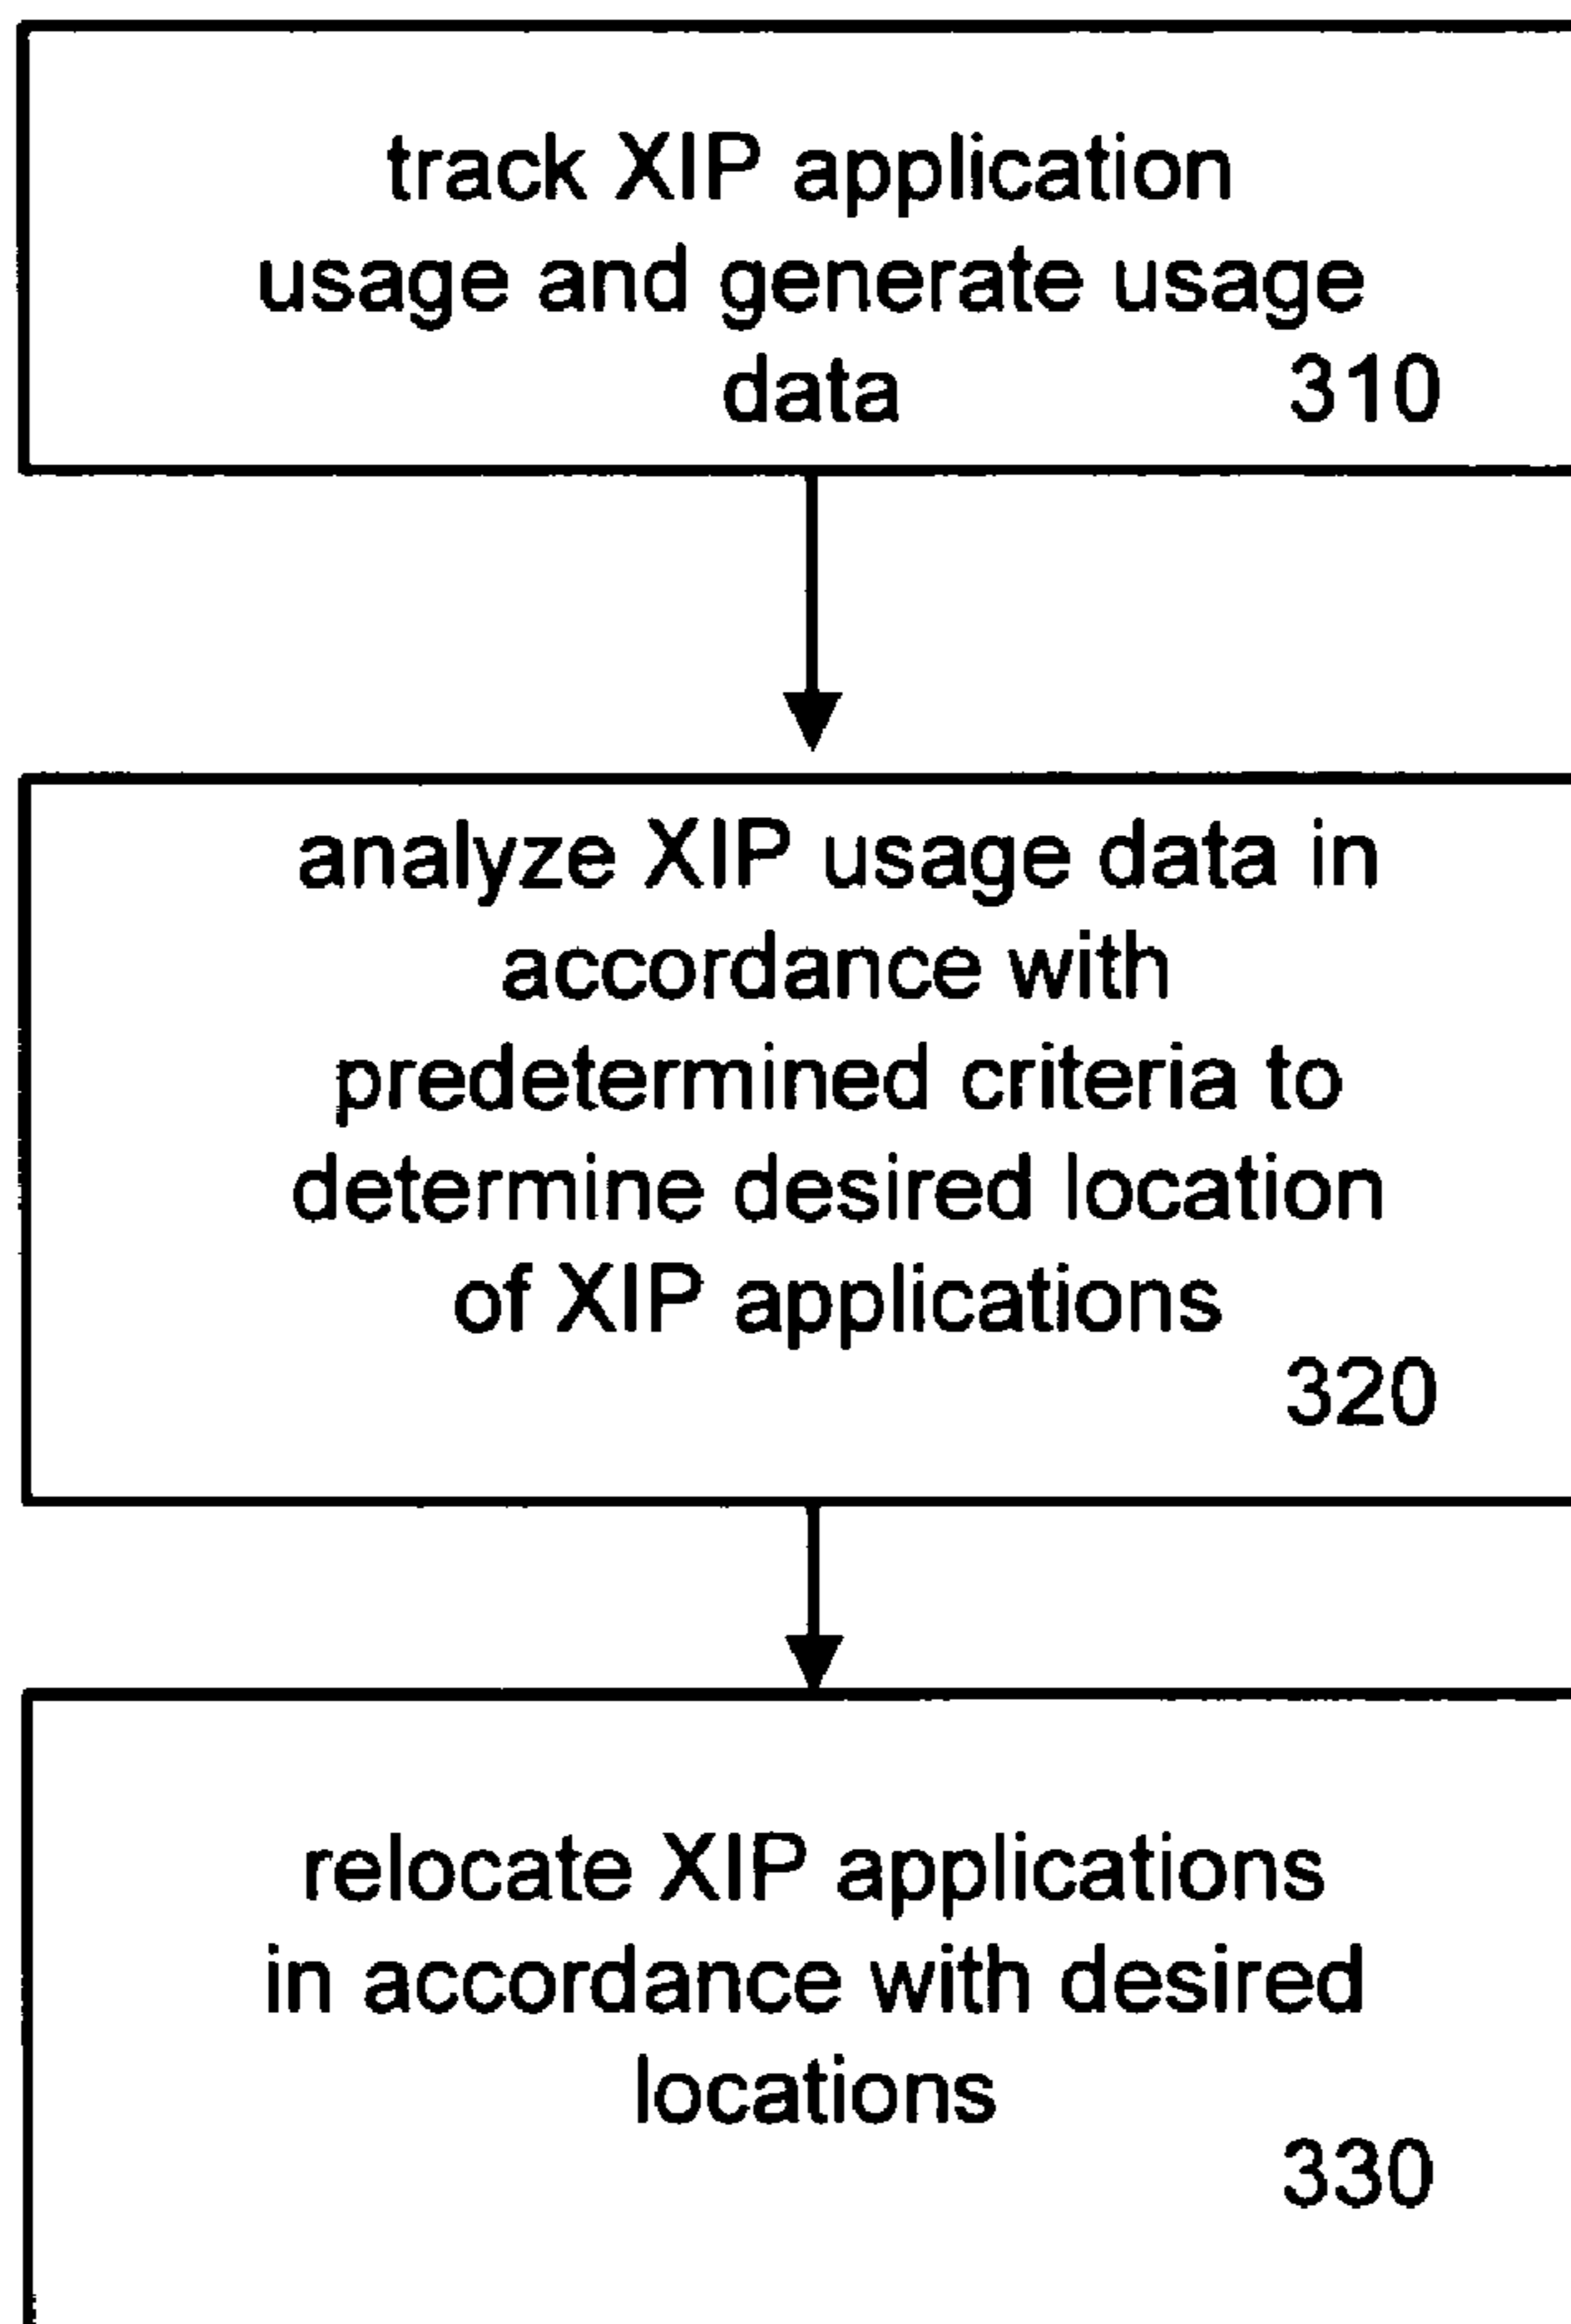 track XIP application
usage and generate usage
data 310
analyze XIP usage data in
accordance with
predetermined criteria to
determine desired location
of XIP applications
320
relocate XIP applications
in accordance with desired
locations
330